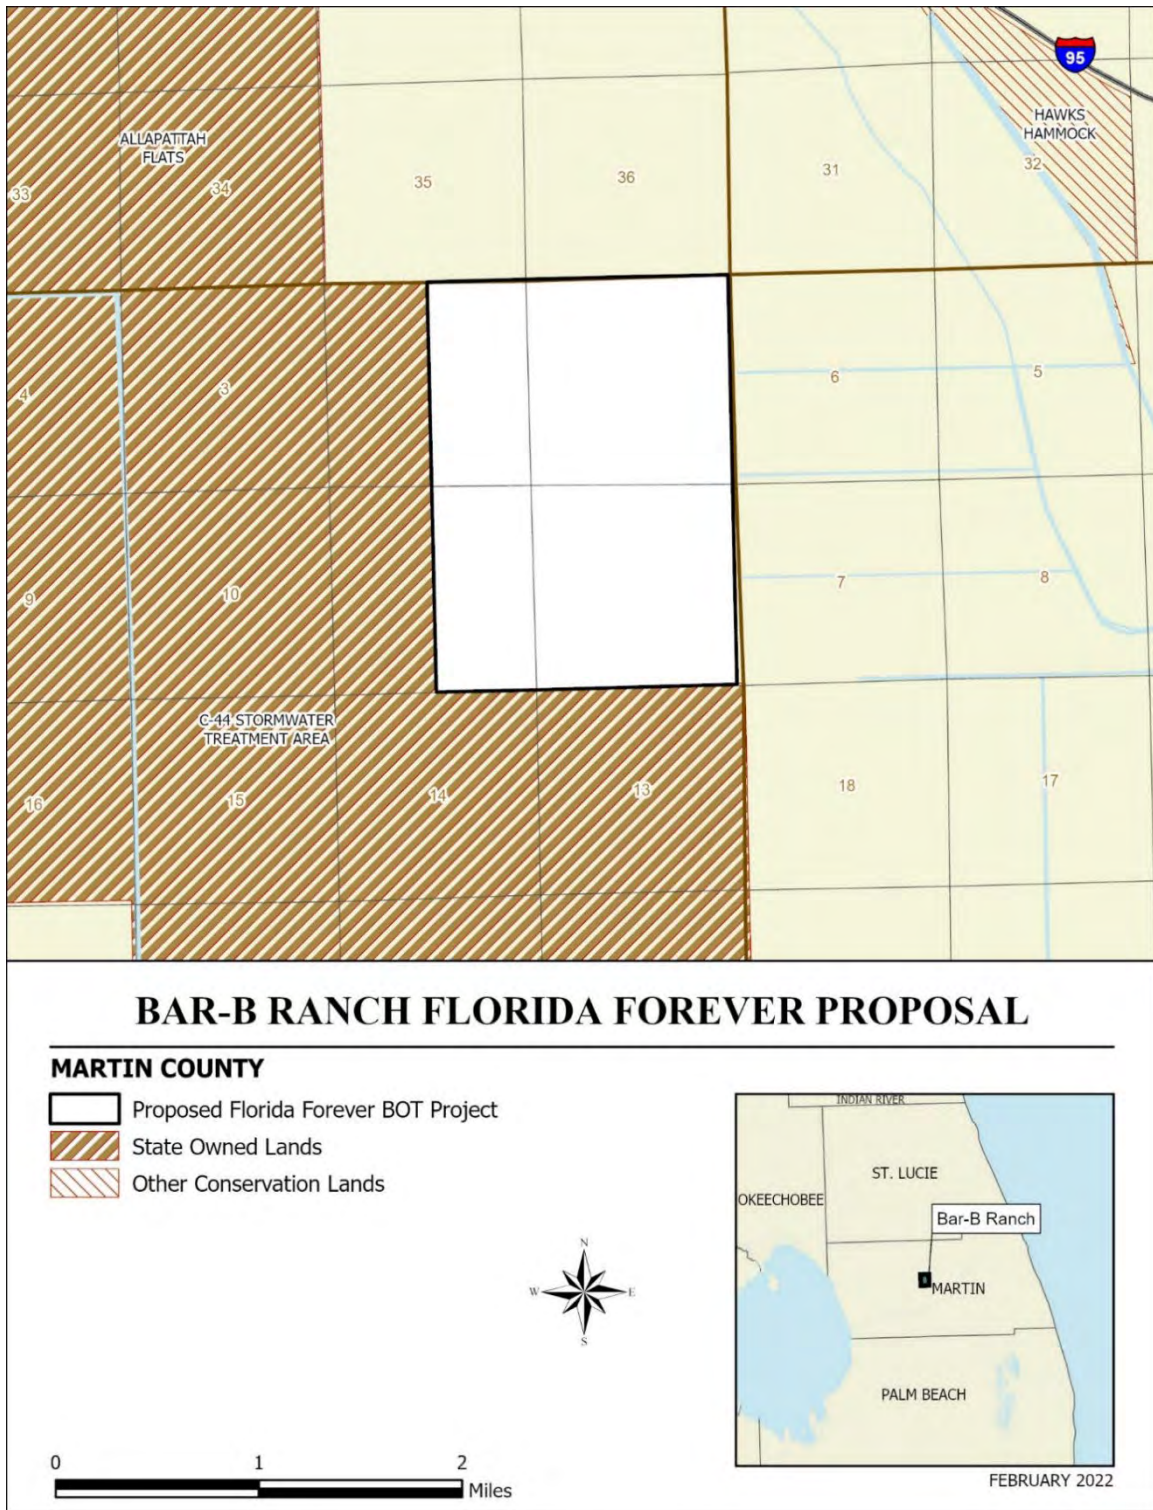 95
HAWKS
HAMMOCK
ALLAPATTAH
FLATS
33
34
35
36
31
32
4
3
6
5
9
10
7
8
C-44 STORMWATER
TREATMENT AREA
16
15
14
13
18
17
BAR-B RANCH FLORIDA FOREVER PROPOSAL
MARTIN COUNTY
Proposed Florida Forever BOT Project
State Owned Lands
Other Conservation Lands
N
W
E
S
INDIAN RIVER
ST. LUCIE
OKEECHOBEE
Bar-B Ranch
MARTIN
PALM BEACH
0 1 2
Miles
FEBRUARY 2022